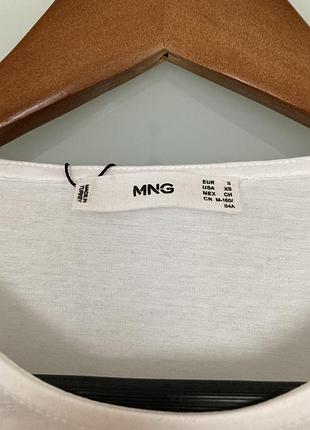 MADE IN
TURKEY
MNG
EUR S
USA XS
MEX CH
CN M-160/
84A